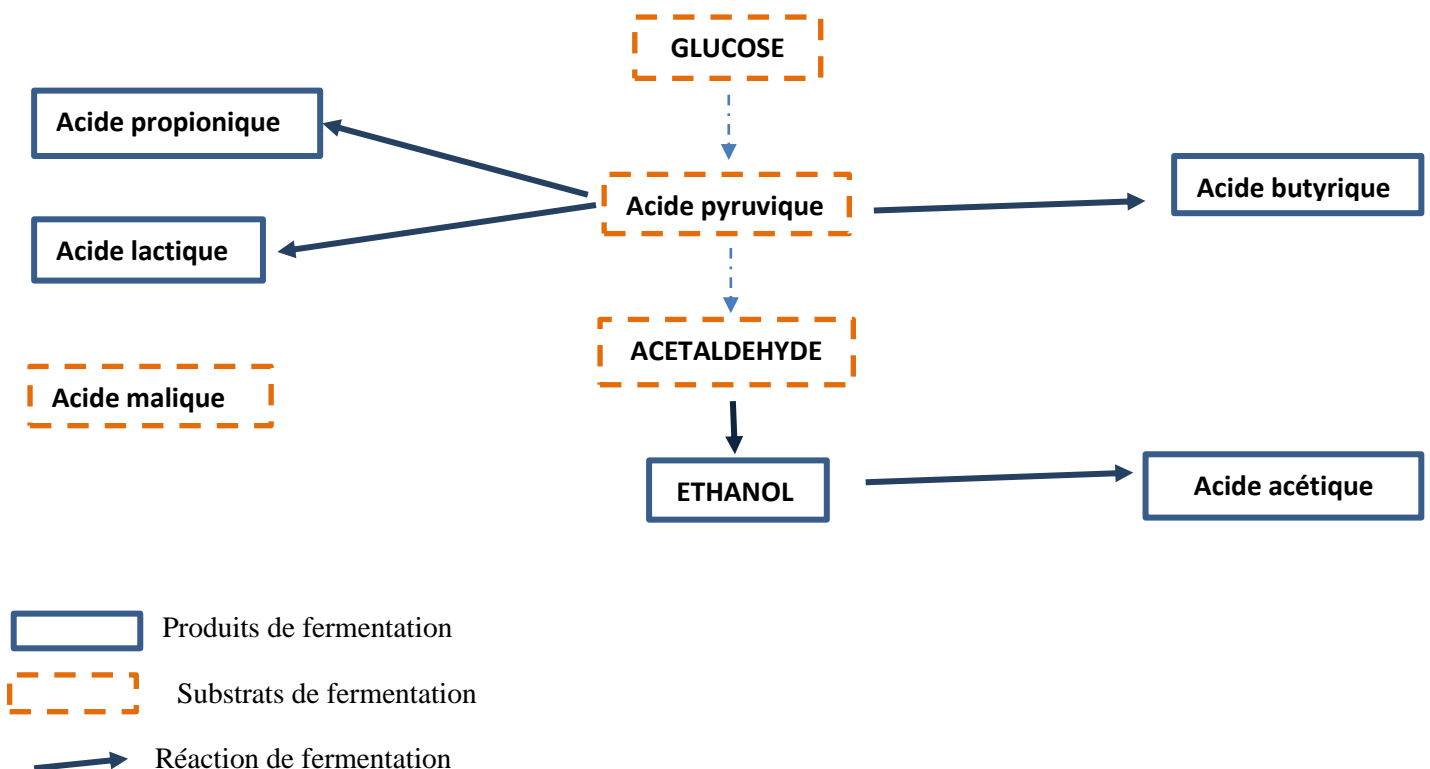 GLUCOSE
Acide propionique
Acide pyruvique
Acide butyrique
Acide lactique
ACETALDEHYDE
Acide malique
ETHANOL
Acide acétique
Produits de fermentation
Substrats de fermentation
Réaction de fermentation